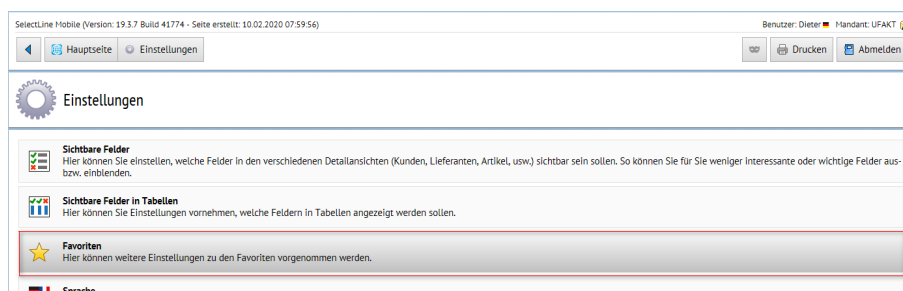 SelectLine Mobile (Version: 19.3.7 Build 41774 - Seite erstellt: 10.02.2020 07:59:56)
Benutzer: Dieter Mandant: UFAKT
Hauptseite Einstellungen
Drucken Abmelden
Einstellungen
Sichtbare Felder
Hier können Sie einstellen, welche Felder in den verschiedenen Detailansichten (Kunden, Lieferanten, Artikel, usw.) sichtbar sein sollen. So können Sie für Sie weniger interessante oder wichtige Felder aus-
bzw. einblenden.
Sichtbare Felder in Tabellen
Hier können Sie Einstellungen vornehmen, welche Feldern in Tabellen angezeigt werden sollen.
Favoriten
Hier können weitere Einstellungen zu den Favoriten vorgenommen werden.
Sprache